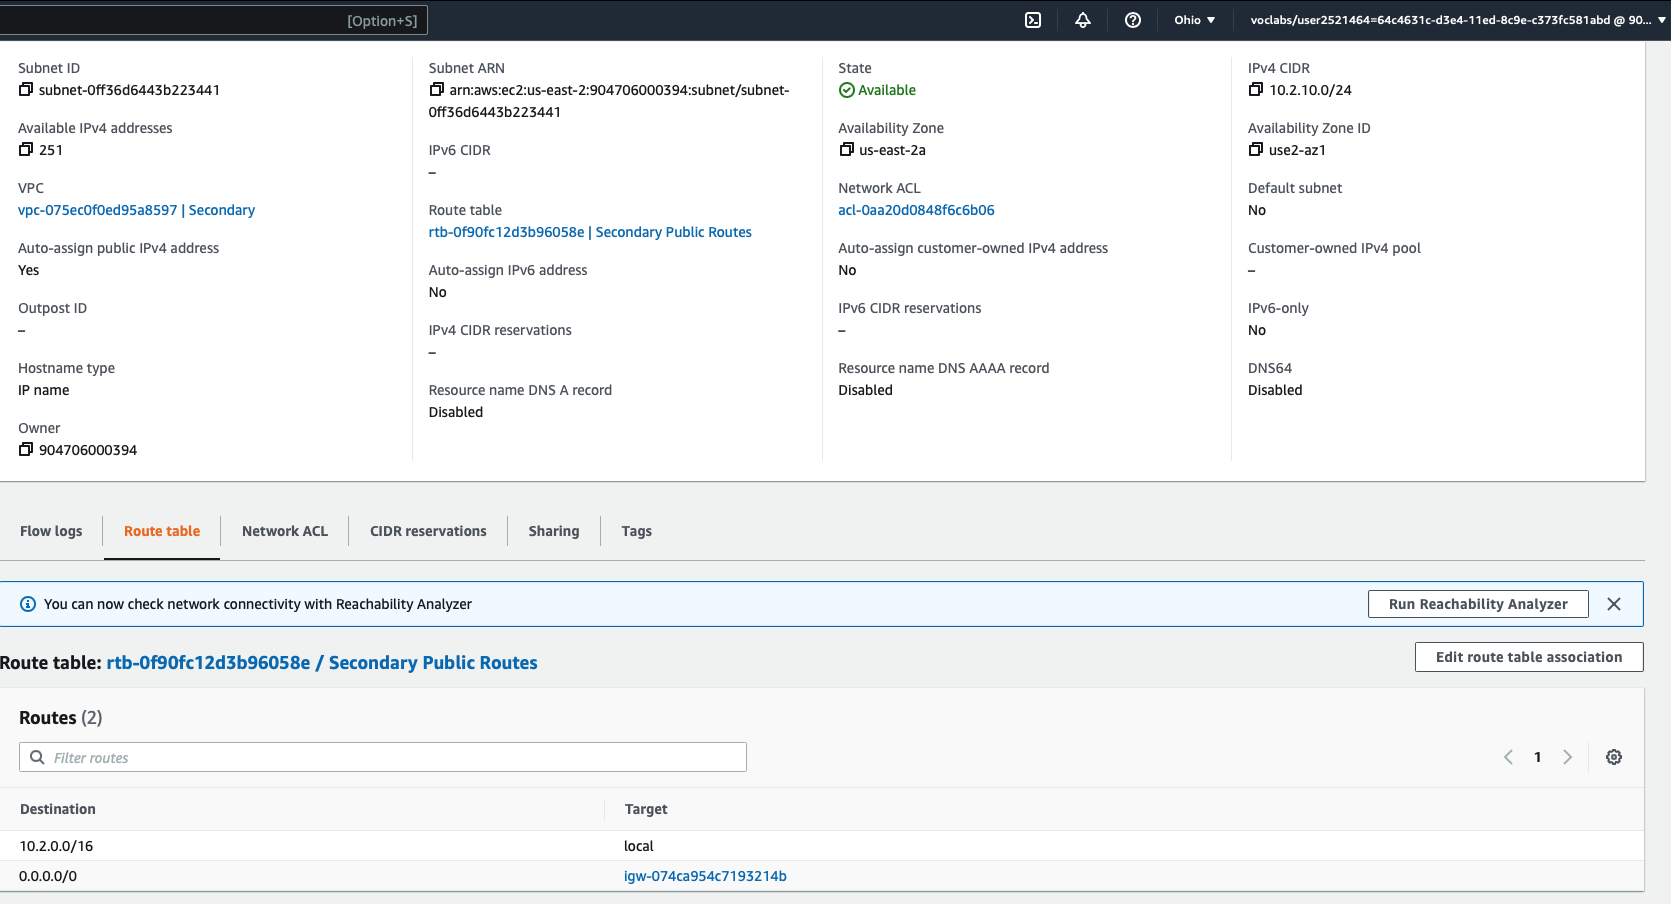 [Option+S]
Ohio ▼
voclabs/user2521464=64c4631c-d3e4-11ed-8c9e-c373fc581abd @ 90... ▼
Subnet ID
subnet-0ff36d6443b223441
Available IPv4 addresses
251
VPC
vpc-075ec0f0ed95a8597 | Secondary
Auto-assign public IPv4 address
Yes
Outpost ID
–
Hostname type
IP name
Owner
904706000394
Subnet ARN
arn:aws:ec2:us-east-2:904706000394:subnet/subnet-
0ff36d6443b223441
IPv6 CIDR
–
Route table
rtb-0f90fc12d3b96058e | Secondary Public Routes
Auto-assign IPv6 address
No
IPv4 CIDR reservations
–
Resource name DNS A record
Disabled
State
Available
Availability Zone
us-east-2a
Network ACL
acl-0aa20d0848f6c6b06
Auto-assign customer-owned IPv4 address
No
IPv6 CIDR reservations
–
Resource name DNS AAAA record
Disabled
IPv4 CIDR
10.2.10.0/24
Availability Zone ID
use2-az1
Default subnet
No
Customer-owned IPv4 pool
–
IPv6-only
No
DNS64
Disabled
Flow logs
Route table
Network ACL
CIDR reservations
Sharing
Tags
You can now check network connectivity with Reachability Analyzer
Run Reachability Analyzer
Route table: rtb-0f90fc12d3b96058e / Secondary Public Routes
Edit route table association
Routes (2)
Filter routes
1
Destination
Target
10.2.0.0/16
local
0.0.0.0/0
igw-074ca954c7193214b